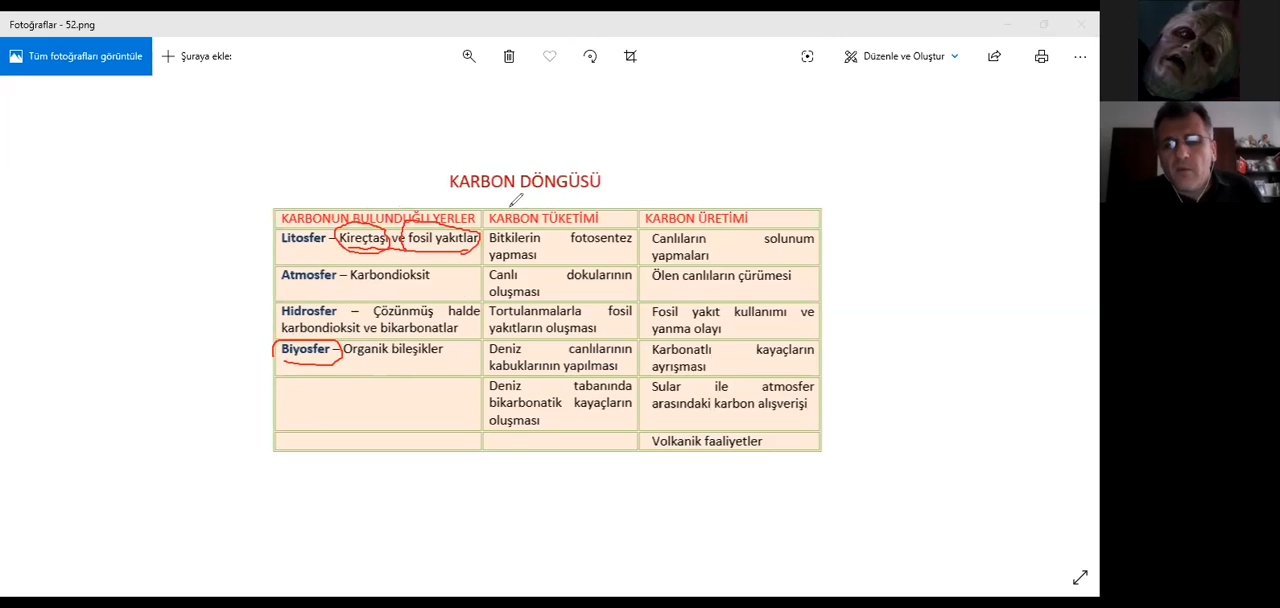 Fotoğraflar - 52.png
Tüm fotoğrafları görüntüle
Şuraya ekle:
Düzenle ve Oluştur
KARBON DÖNGÜSÜ
KARBONUN BULUNDUĞU YERLER
KARBON TÜKETİMİ
KARBON ÜRETİMİ
Litosfer – Kireçtaşı ve fosil yakıtlar
Bitkilerin fotosentez
yapması
Canlıların solunum
yapmaları
Atmosfer – Karbondioksit
Canlı dokularının
oluşması
Ölen canlıların çürümesi
Hidrosfer – Çözünmüş halde
karbondioksit ve bikarbonatlar
Tortulanmalarla fosil
yakıtların oluşması
Fosil yakıt kullanımı ve
yanma olayı
Biyosfer – Organik bileşikler
Deniz canlılarının
kabuklarının yapılması
Karbonatlı kayaçların
ayrışması
Deniz tabanında
bikarbonatik kayaçların
oluşması
Sular ile atmosfer
arasındaki karbon alışverişi
Volkanik faaliyetler